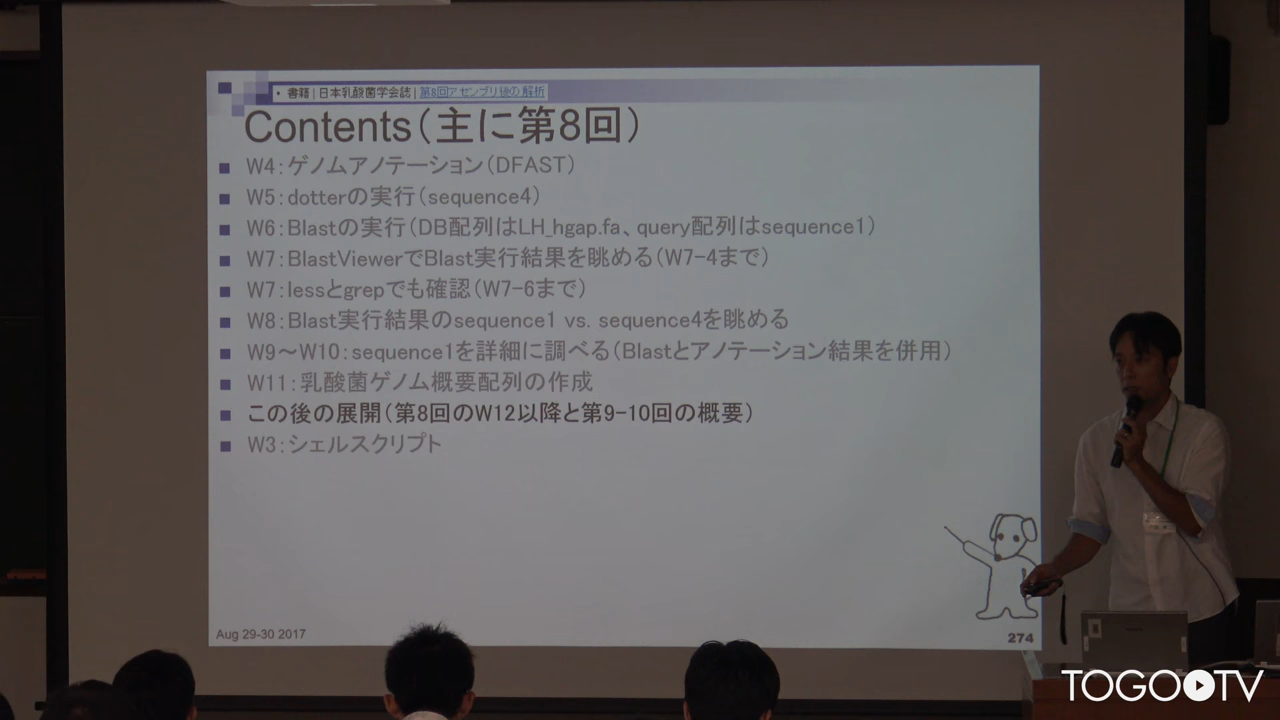 • 書籍 | 日本乳酸菌学会誌 | 第8回アセンブリ後の解析
Contents（主に第8回）
W4：ゲノムアノテーション（DFAST）
W5：dotterの実行（sequence4）
W6：Blastの実行（DB配列はLH_hgap.fa、query配列はsequence1）
W7：BlastViewerでBlast実行結果を眺める（W7-4まで）
W7：lessとgrepでも確認（W7-6まで）
W8：Blast実行結果のsequence1 vs. sequence4を眺める
W9～W10：sequence1を詳細に調べる（Blastとアノテーション結果を併用）
W11：乳酸菌ゲノム概要配列の作成
この後の展開（第8回のW12以降と第9-10回の概要）
W3：シェルスクリプト
Aug 29-30 2017
274
TOGOTV